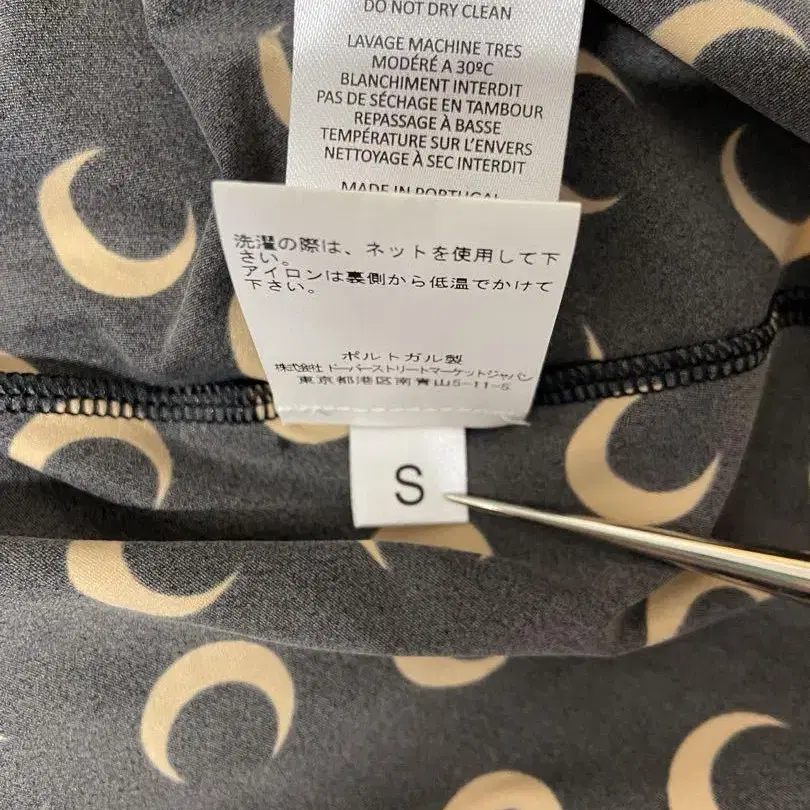 DO NOT DRY CLEAN
LAVAGE MACHINE TRES
MODÉRÉ A 30ºC
BLANCHIMENT INTERDIT
PAS DE SÉCHAGE EN TAMBOUR
REPASSAGE À BASSE
TEMPÉRATURE SUR L'ENVERS
NETTOYAGE À SEC INTERDIT
MADE IN PORTUGAL
洗濯の際は、ネットを使用して下
さい。
アイロンは裏側から低温でかけて
下さい。
ポルトガル製
株式会社 ドーバーストリートマーケットジャパン
東京都港区南青山5-11-5
S